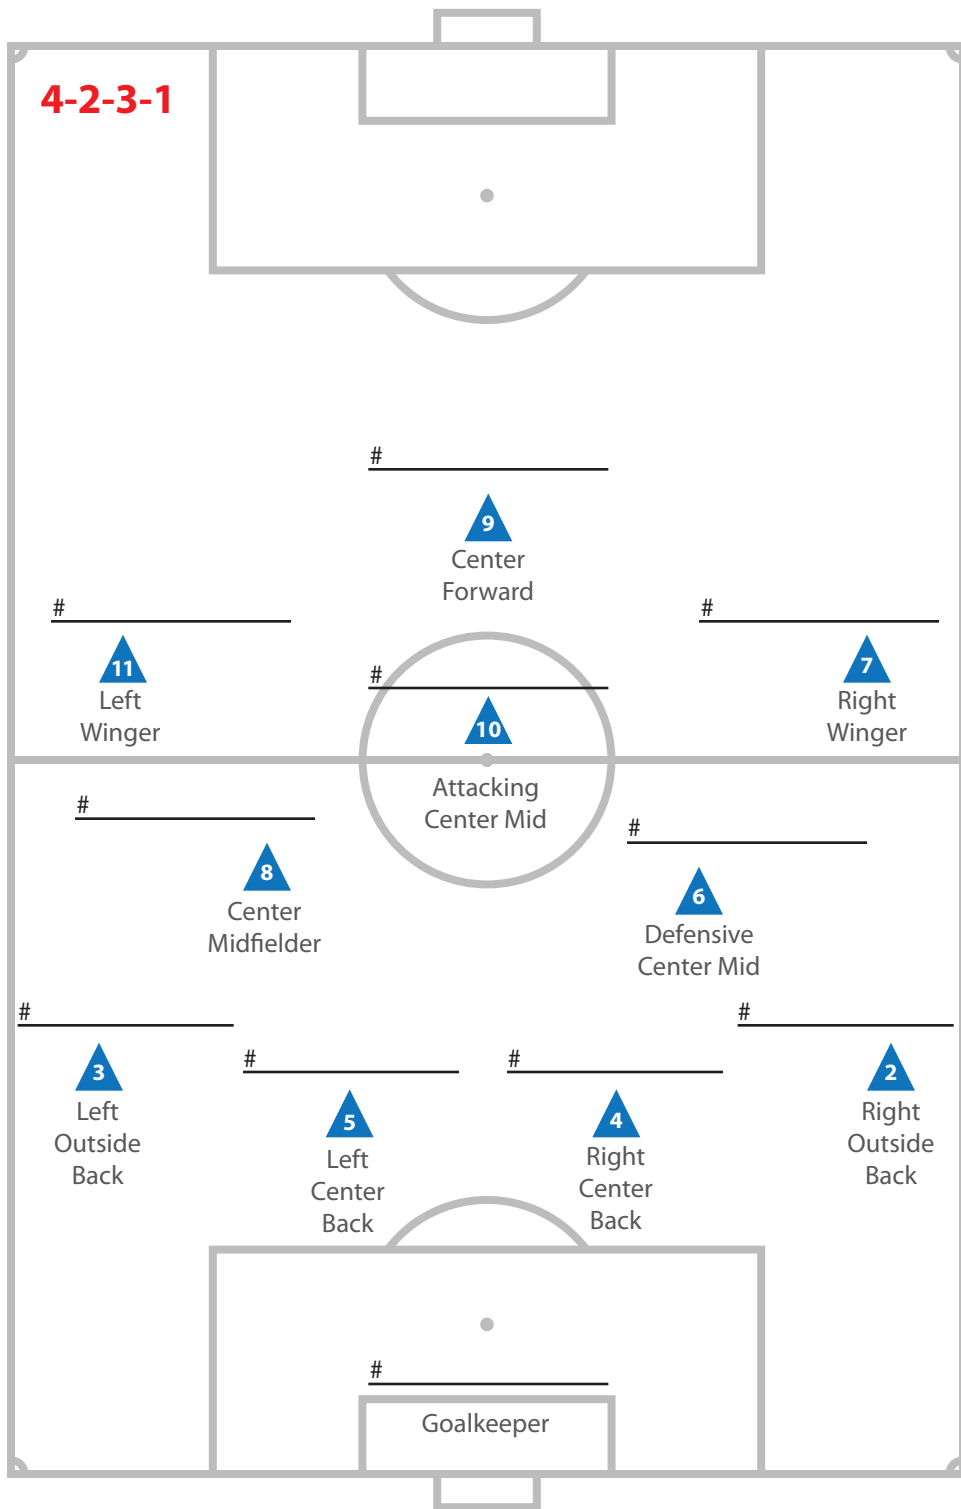 4-2-3-1
#
9
Center
Forward
#
11
Left
Winger
#
7
Right
Winger
#
10
Attacking
Center Mid
#
8
Center
Midfielder
#
6
Defensive
Center Mid
#
3
Left
Outside
Back
#
5
Left
Center
Back
#
4
Right
Center
Back
#
2
Right
Outside
Back
#
Goalkeeper